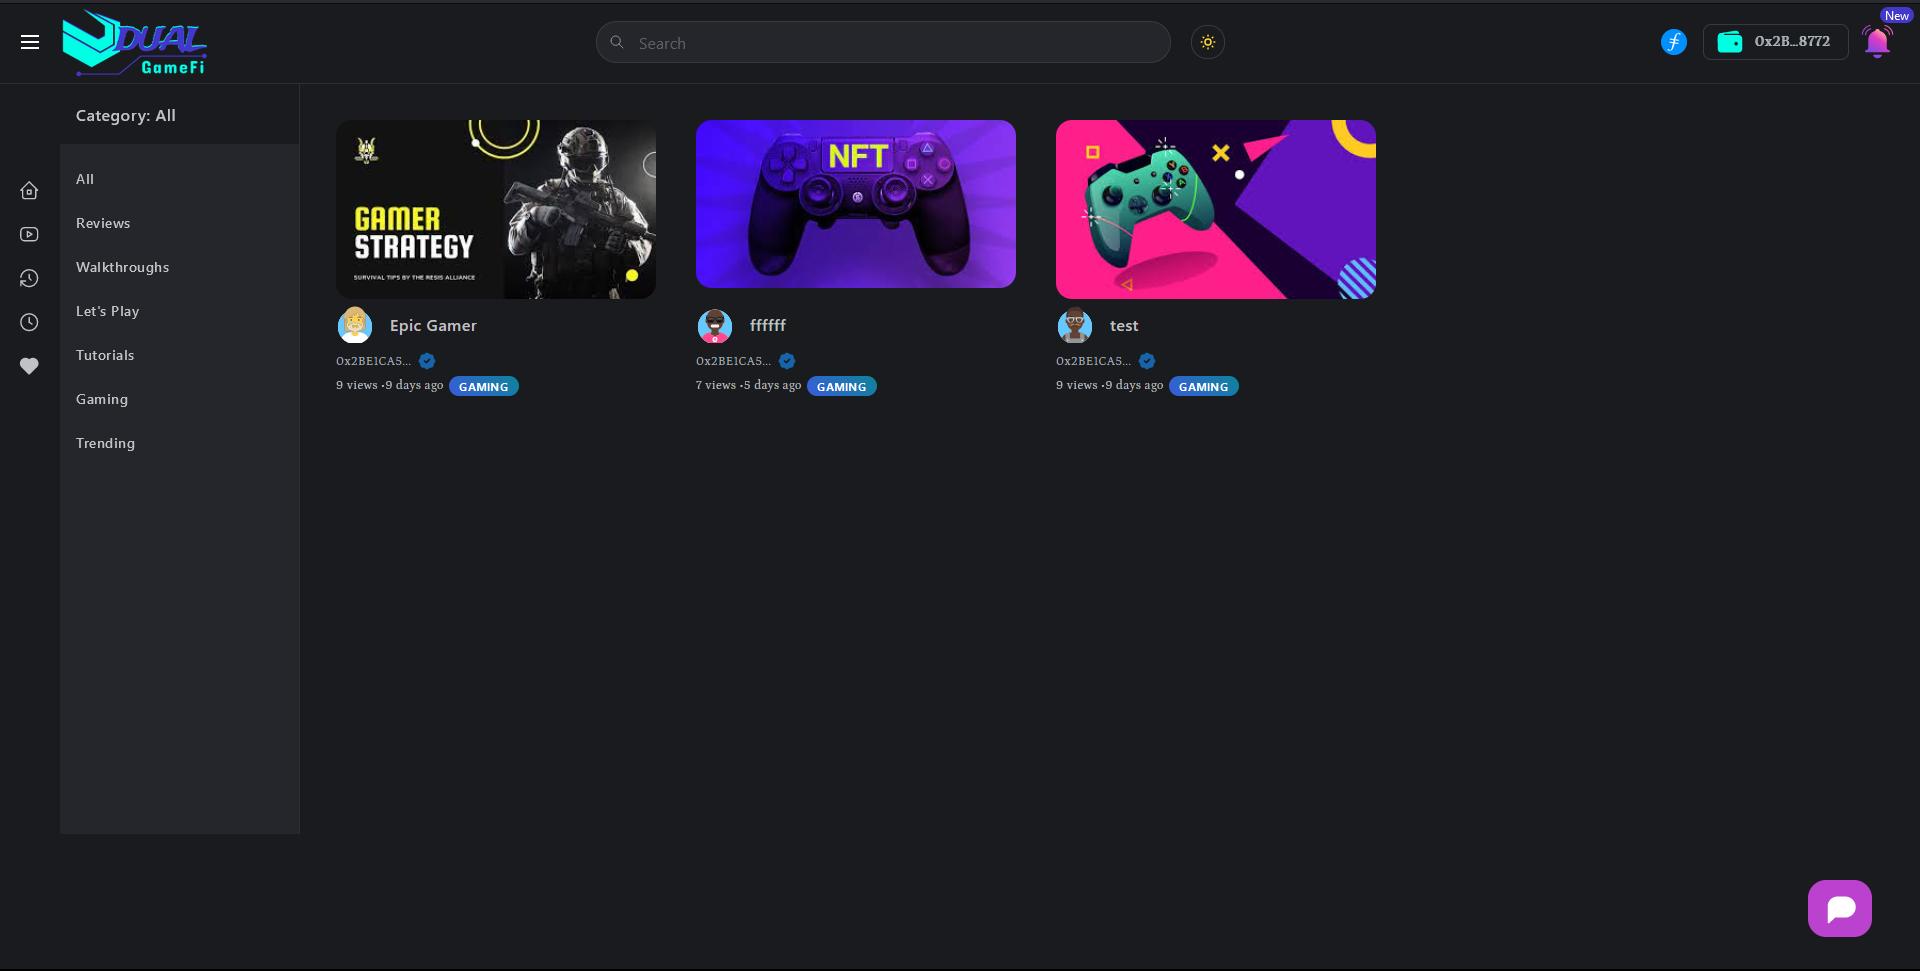 DUAL
GameFi
Search
0x2B...8772
New
Category: All
All
Reviews
Walkthroughs
Let's Play
Tutorials
Gaming
Trending
GAMER
STRATEGY
SURVIVAL TIPS BY THE RESIS ALLIANCE
Epic Gamer
0x2BE1CA5...
9 views •9 days ago GAMING
NFT
ffffff
0x2BE1CA5...
7 views •5 days ago GAMING
test
0x2BE1CA5...
9 views •9 days ago GAMING